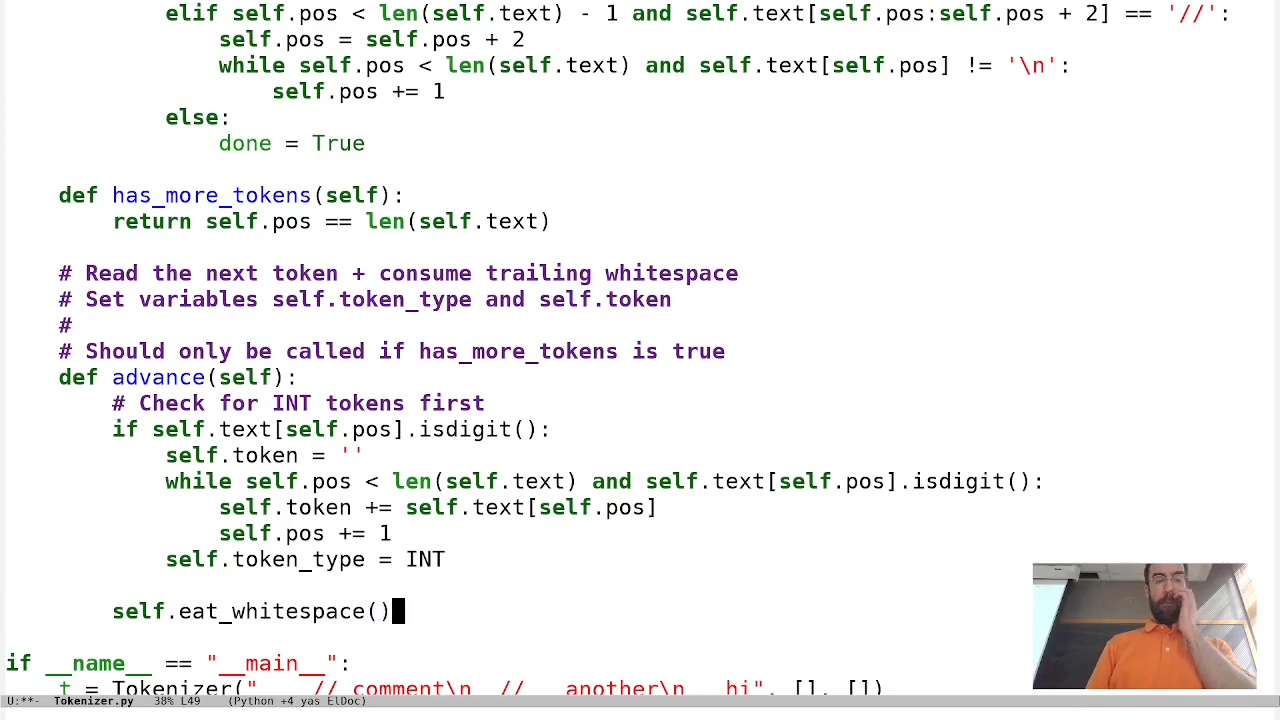 elif self.pos < len(self.text) - 1 and self.text[self.pos:self.pos + 2] == '//':
self.pos = self.pos + 2
while self.pos < len(self.text) and self.text[self.pos] != '\n':
self.pos += 1
else:
done = True
def has_more_tokens(self):
return self.pos == len(self.text)
# Read the next token + consume trailing whitespace
# Set variables self.token_type and self.token
#
# Should only be called if has_more_tokens is true
def advance(self):
# Check for INT tokens first
if self.text[self.pos].isdigit():
self.token = ''
while self.pos < len(self.text) and self.text[self.pos].isdigit():
self.token += self.text[self.pos]
self.pos += 1
self.token_type = INT
self.eat_whitespace()
if __name__ == "__main__":
t = Tokenizer("   // comment\n  //   another\n   hi", [], [])
U:**-  Tokenizer.py   38% L49    (Python +4 yas ElDoc)